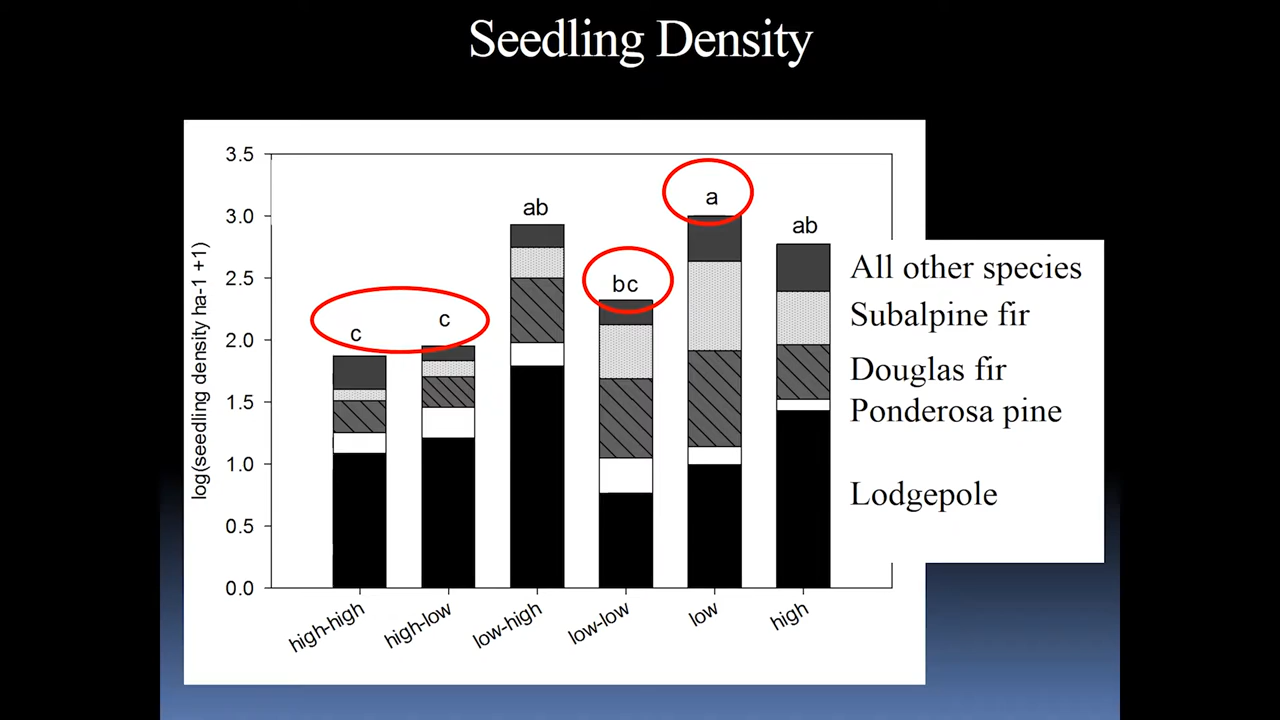 Seedling Density
log(seedling density ha-1 +1)
3.5
3.0
2.5
2.0
1.5
1.0
0.5
0.0
c
c
ab
bc
a
ab
high-high
high-low
low-high
low-low
low
high
All other species
Subalpine fir
Douglas fir
Ponderosa pine
Lodgepole